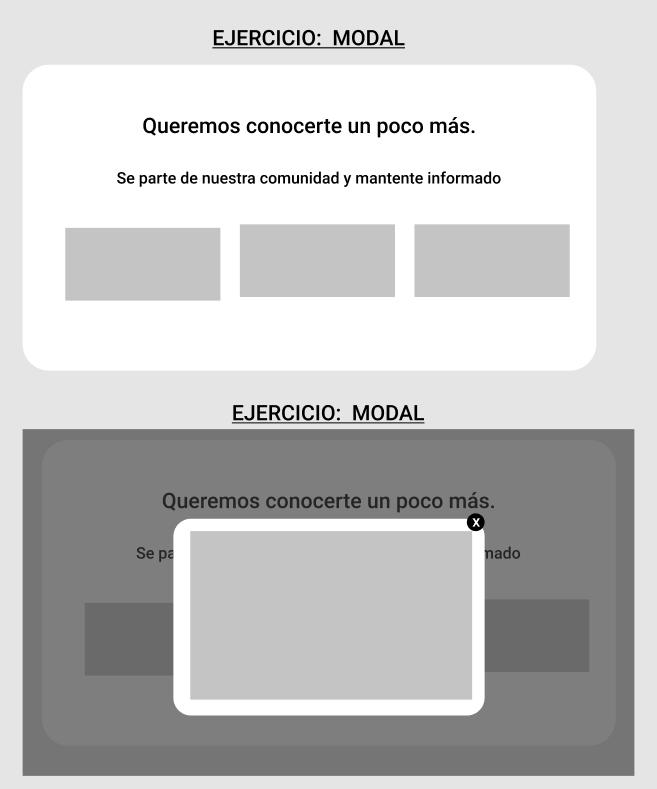 EJERCICIO: MODAL
Queremos conocerte un poco más.
Se parte de nuestra comunidad y mantente informado
EJERCICIO: MODAL
Queremos conocerte un poco más.
X
Se pa mado